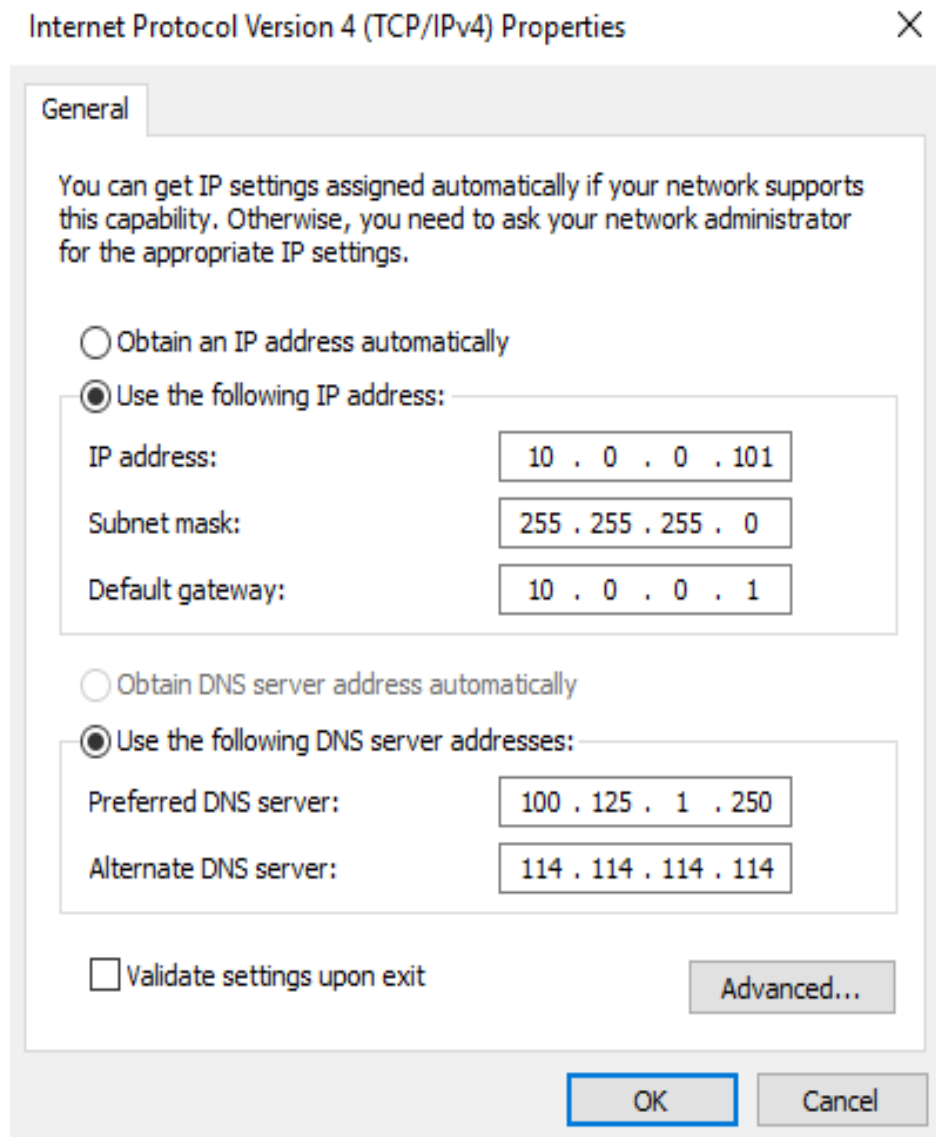 Internet Protocol Version 4 (TCP/IPv4) Properties
General
You can get IP settings assigned automatically if your network supports
this capability. Otherwise, you need to ask your network administrator
for the appropriate IP settings.
Obtain an IP address automatically
Use the following IP address:
IP address: 10 . 0 . 0 . 101
Subnet mask: 255 . 255 . 255 . 0
Default gateway: 10 . 0 . 0 . 1
Obtain DNS server address automatically
Use the following DNS server addresses:
Preferred DNS server: 100 . 125 . 1 . 250
Alternate DNS server: 114 . 114 . 114 . 114
Validate settings upon exit
Advanced...
OK Cancel